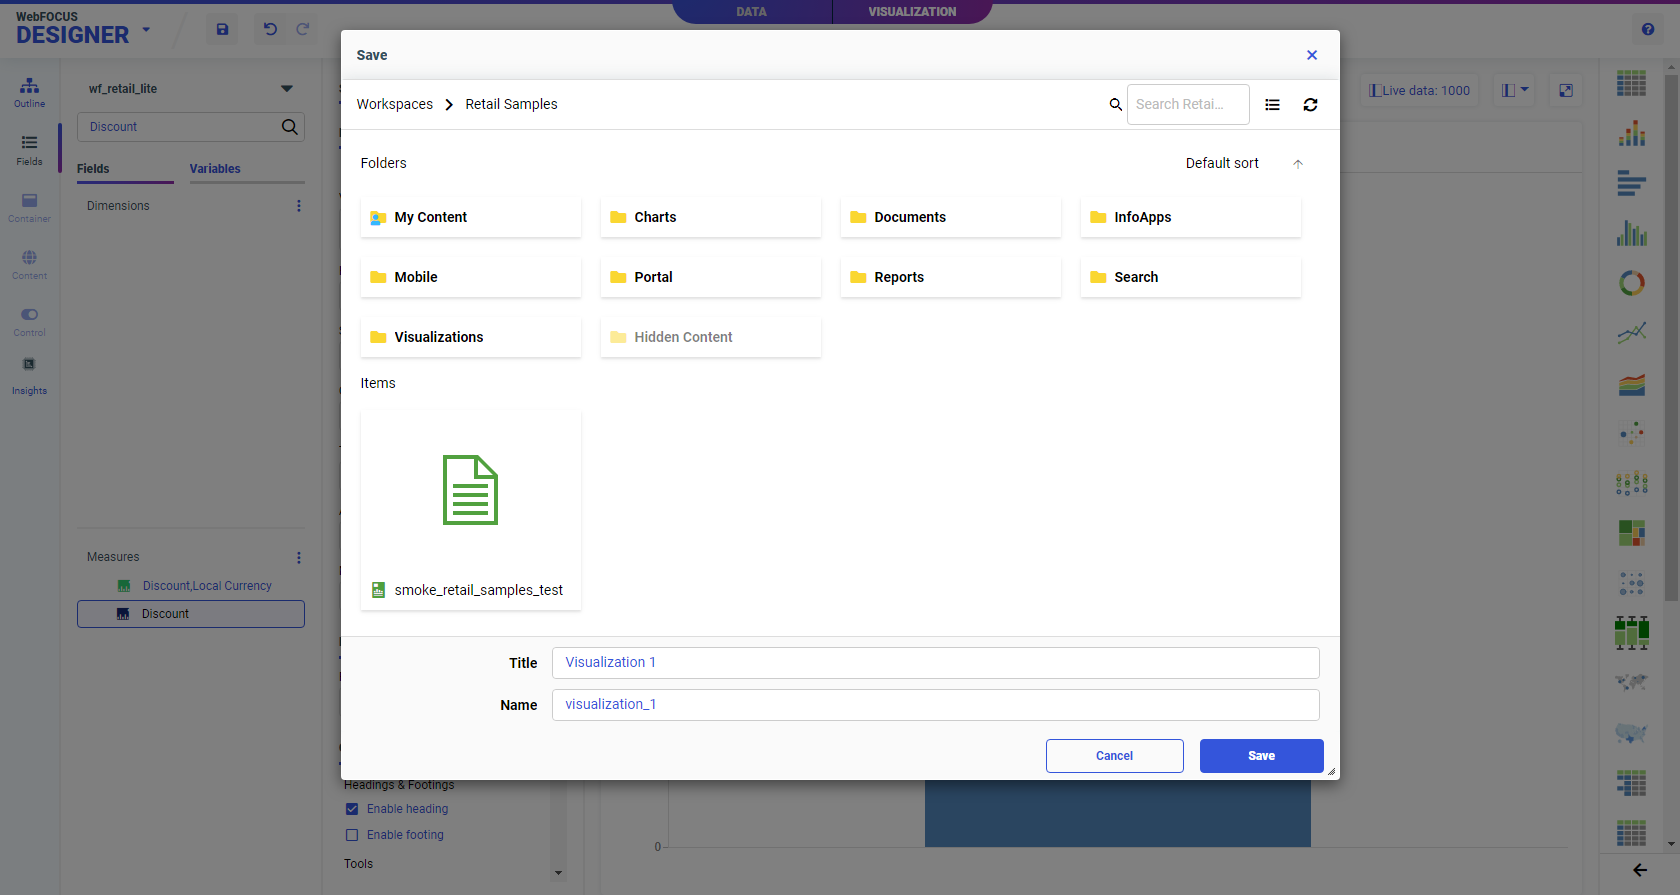 WebFOCUS
DESIGNER
DATA
VISUALIZATION
Outline
Fields
Container
Content
Control
Insights
wf_retail_lite
Discount
Fields
Variables
Dimensions
Measures
Discount,Local Currency
Discount
Save
Workspaces
Retail Samples
Search Retai...
Folders
Default sort
My Content
Charts
Documents
InfoApps
Mobile
Portal
Reports
Search
Visualizations
Hidden Content
Items
smoke_retail_samples_test
Title
Visualization 1
Name
visualization_1
Cancel
Save
Live data: 1000
Headings & Footings
Enable heading
Enable footing
Tools
0